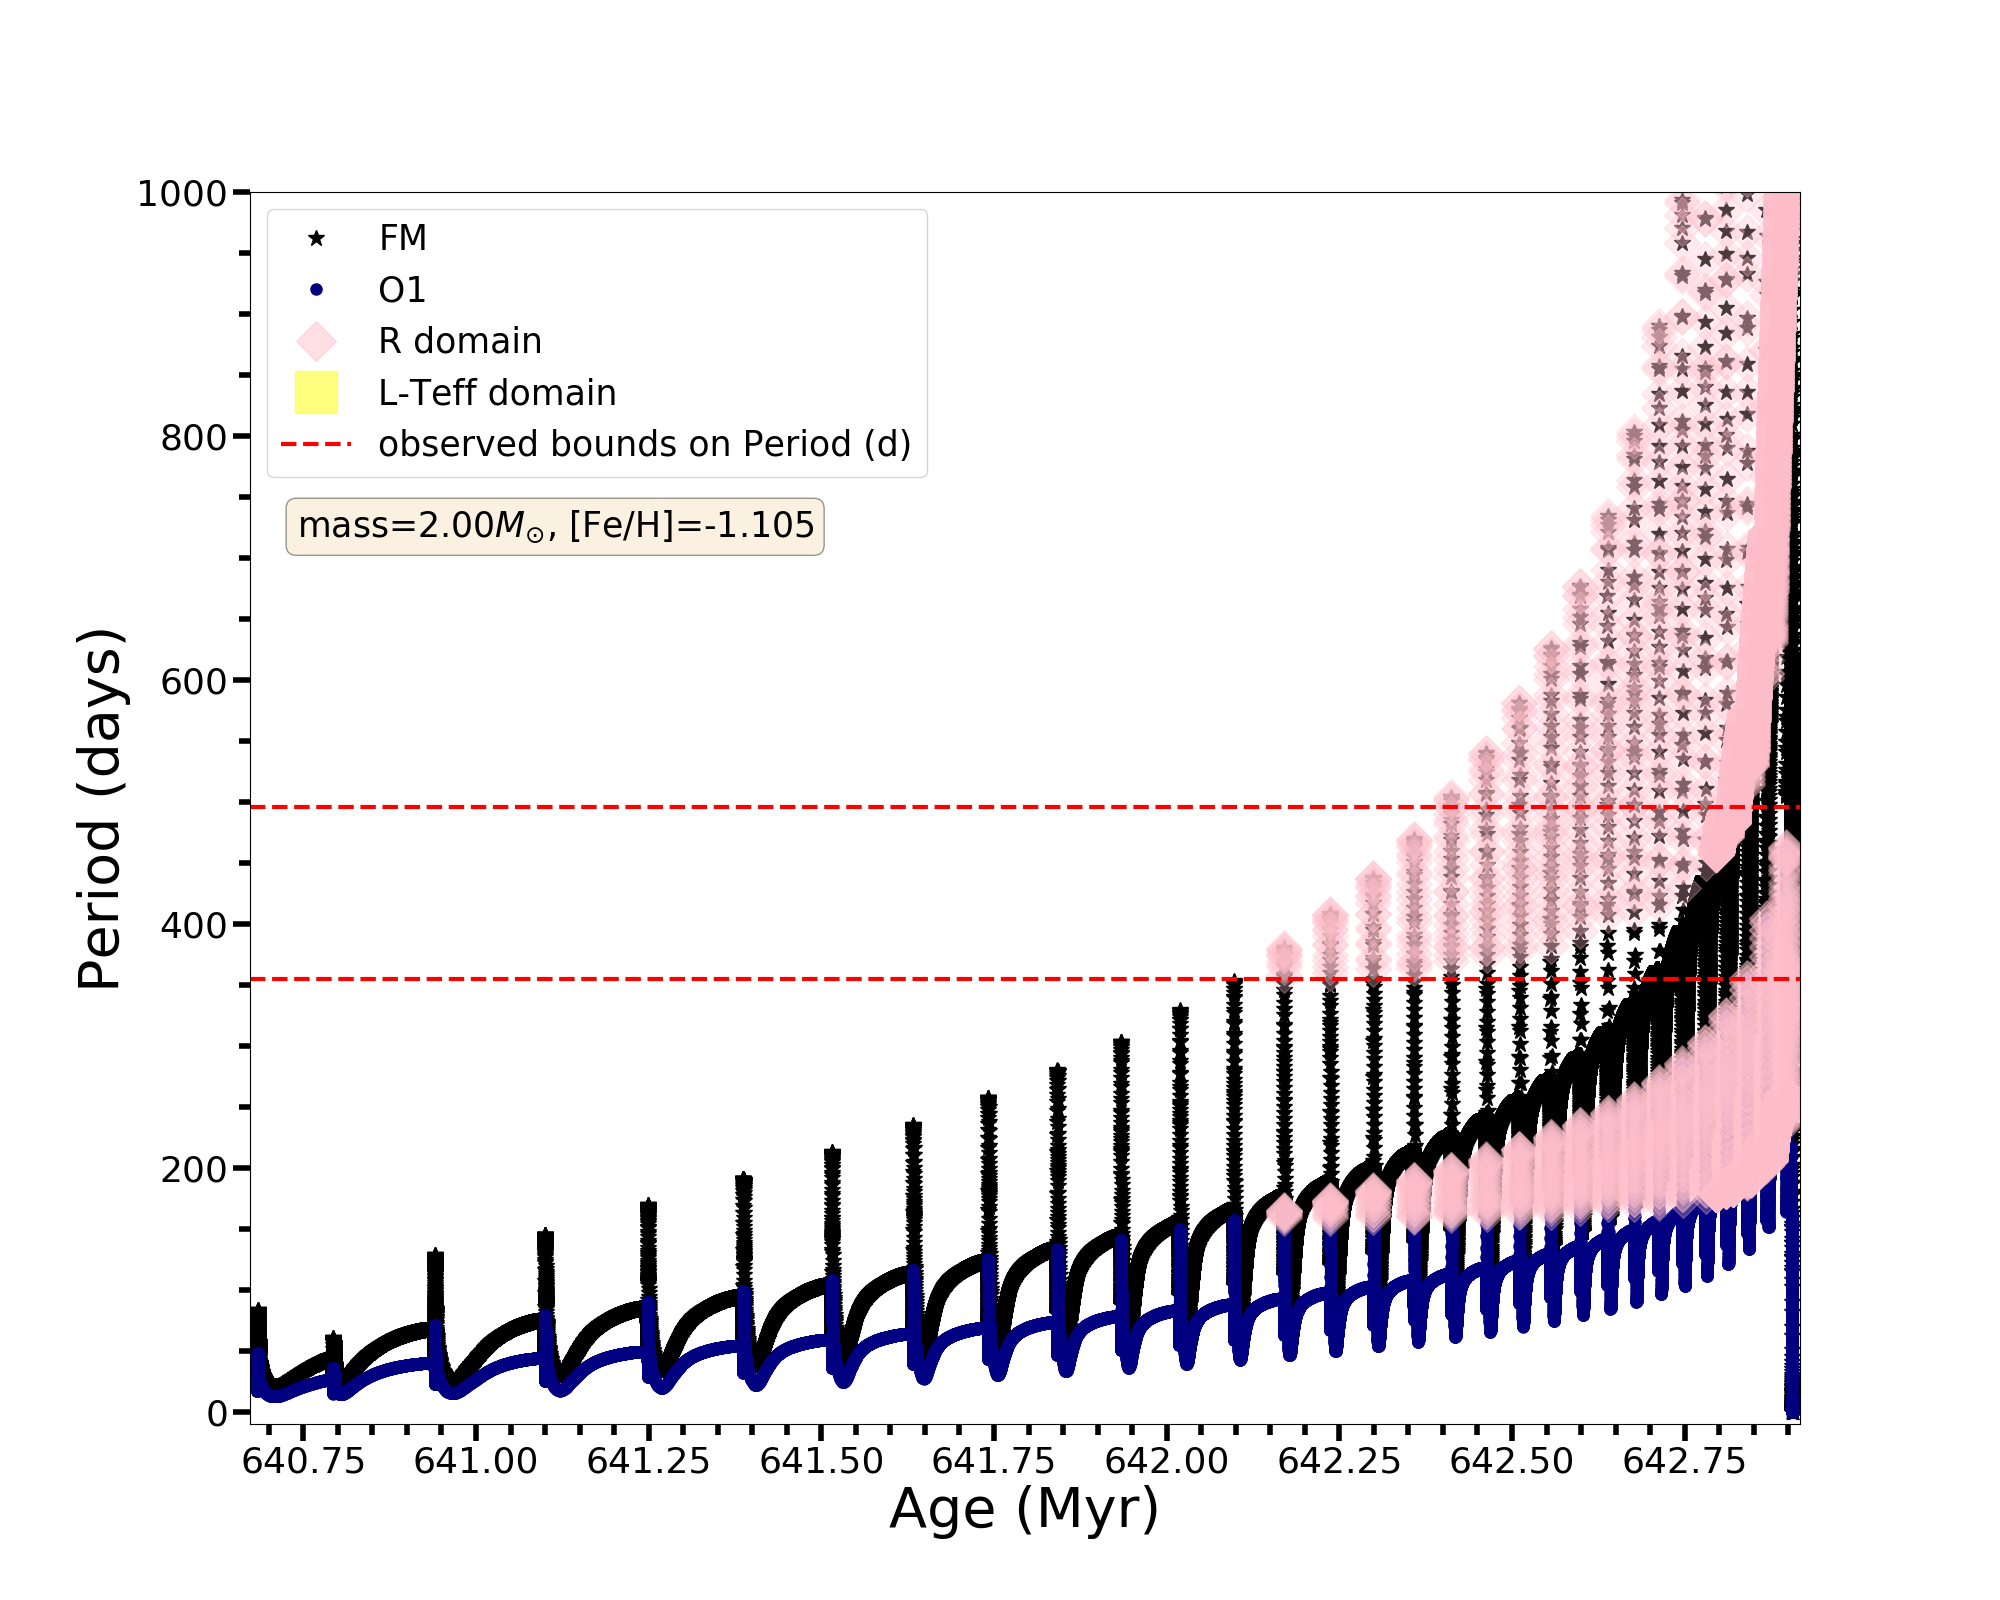 1000
800
600
400
200
0
Period (days)
FM
O1
R domain
L-Teff domain
observed bounds on Period (d)
mass=2.00M⊙, [Fe/H]=-1.105
640.75 641.00 641.25 641.50 641.75 642.00 642.25 642.50 642.75
Age (Myr)